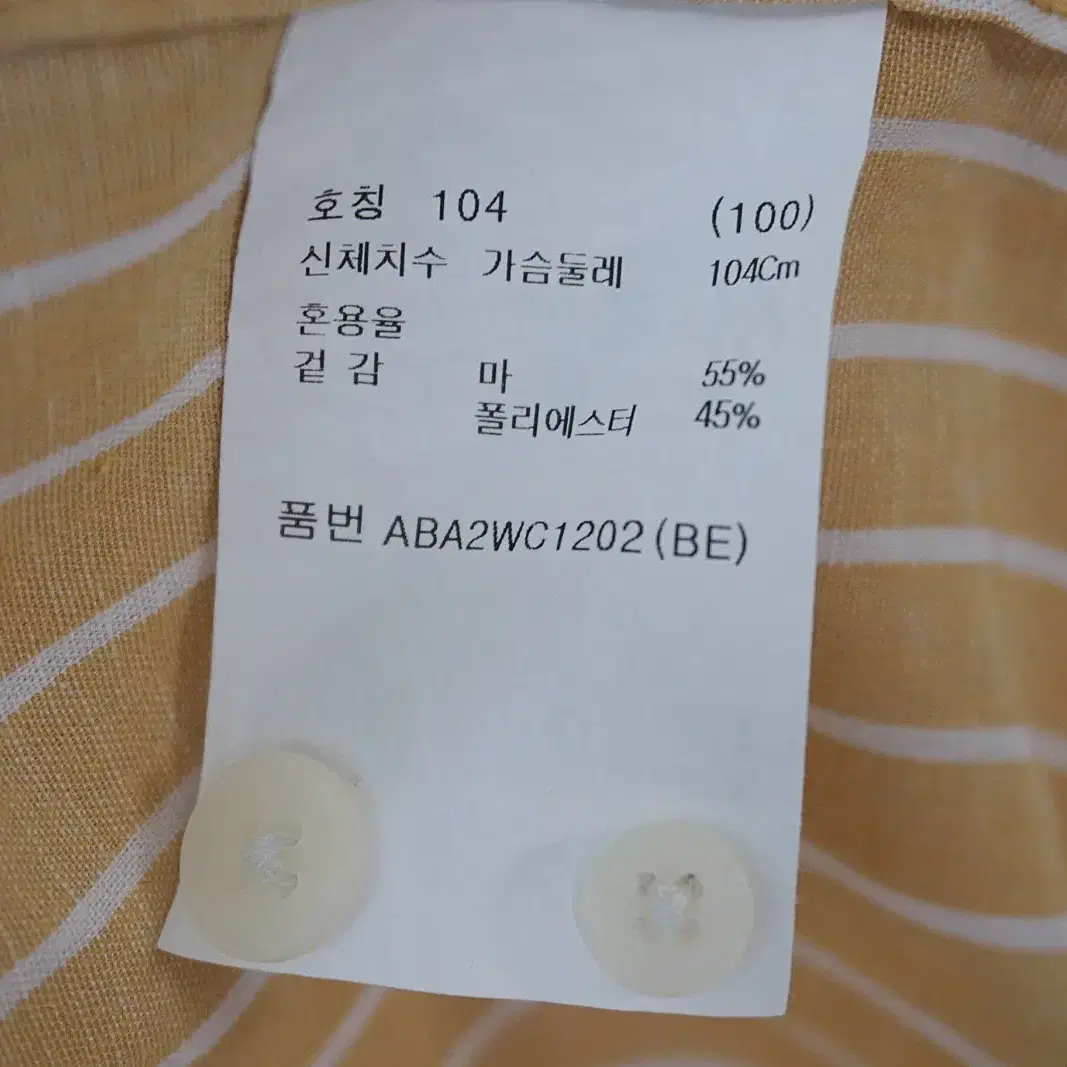 호칭 104 (100)
신체치수 가슴둘레 104Cm
혼용율
겉 감 마 55%
폴리에스터 45%
품번 ABA2WC1202(BE)